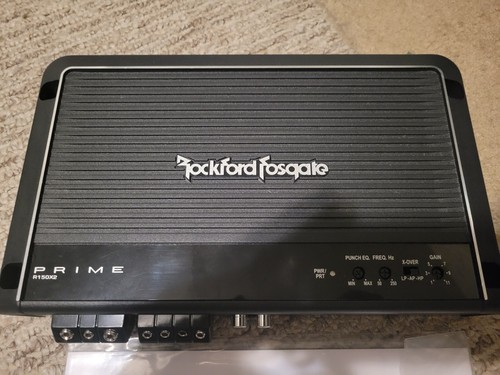 Rockford Fosgate
PRIME
R150X2
PWR/
PRT
PUNCH EQ.
MIN MAX
FREQ. Hz
50 250
X-OVER
LP-AP-HP
GAIN